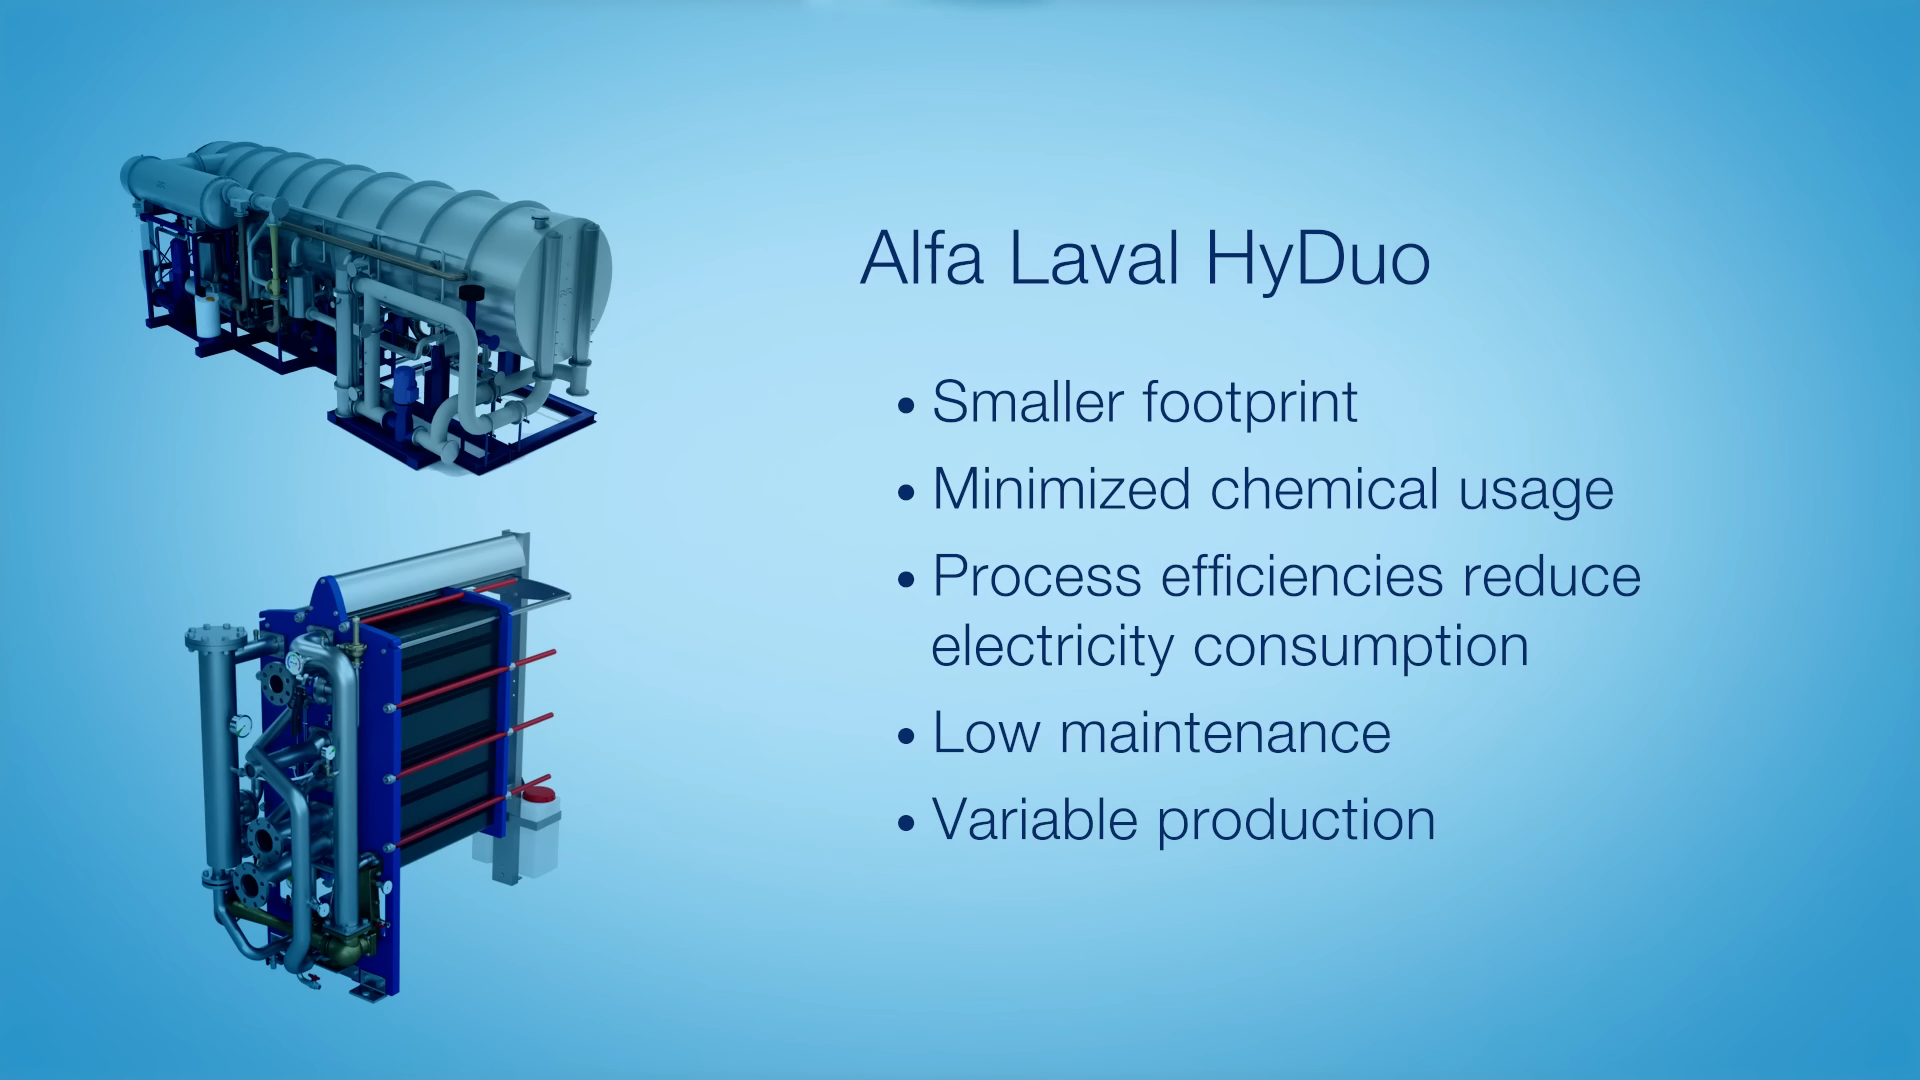 Alfa Laval HyDuo
• Smaller footprint
• Minimized chemical usage
• Process efficiencies reduce
electricity consumption
• Low maintenance
• Variable production